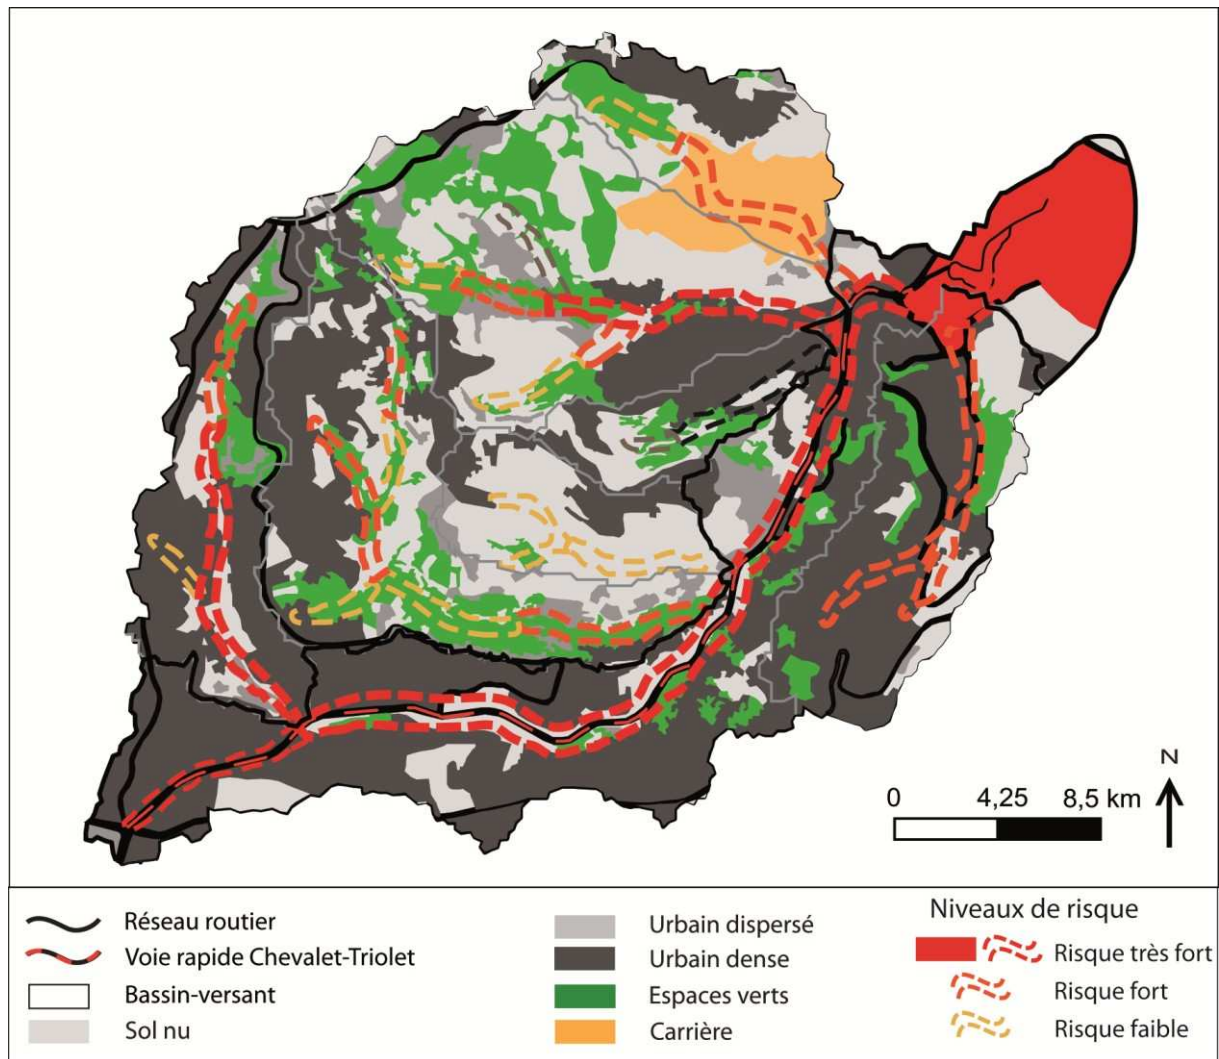 N
0 4,25 8,5 km
Réseau routier
Voie rapide Chevalet-Triolet
Bassin-versant
Sol nu
Urbain dispersé
Urbain dense
Espaces verts
Carrière
Niveaux de risque
Risque très fort
Risque fort
Risque faible